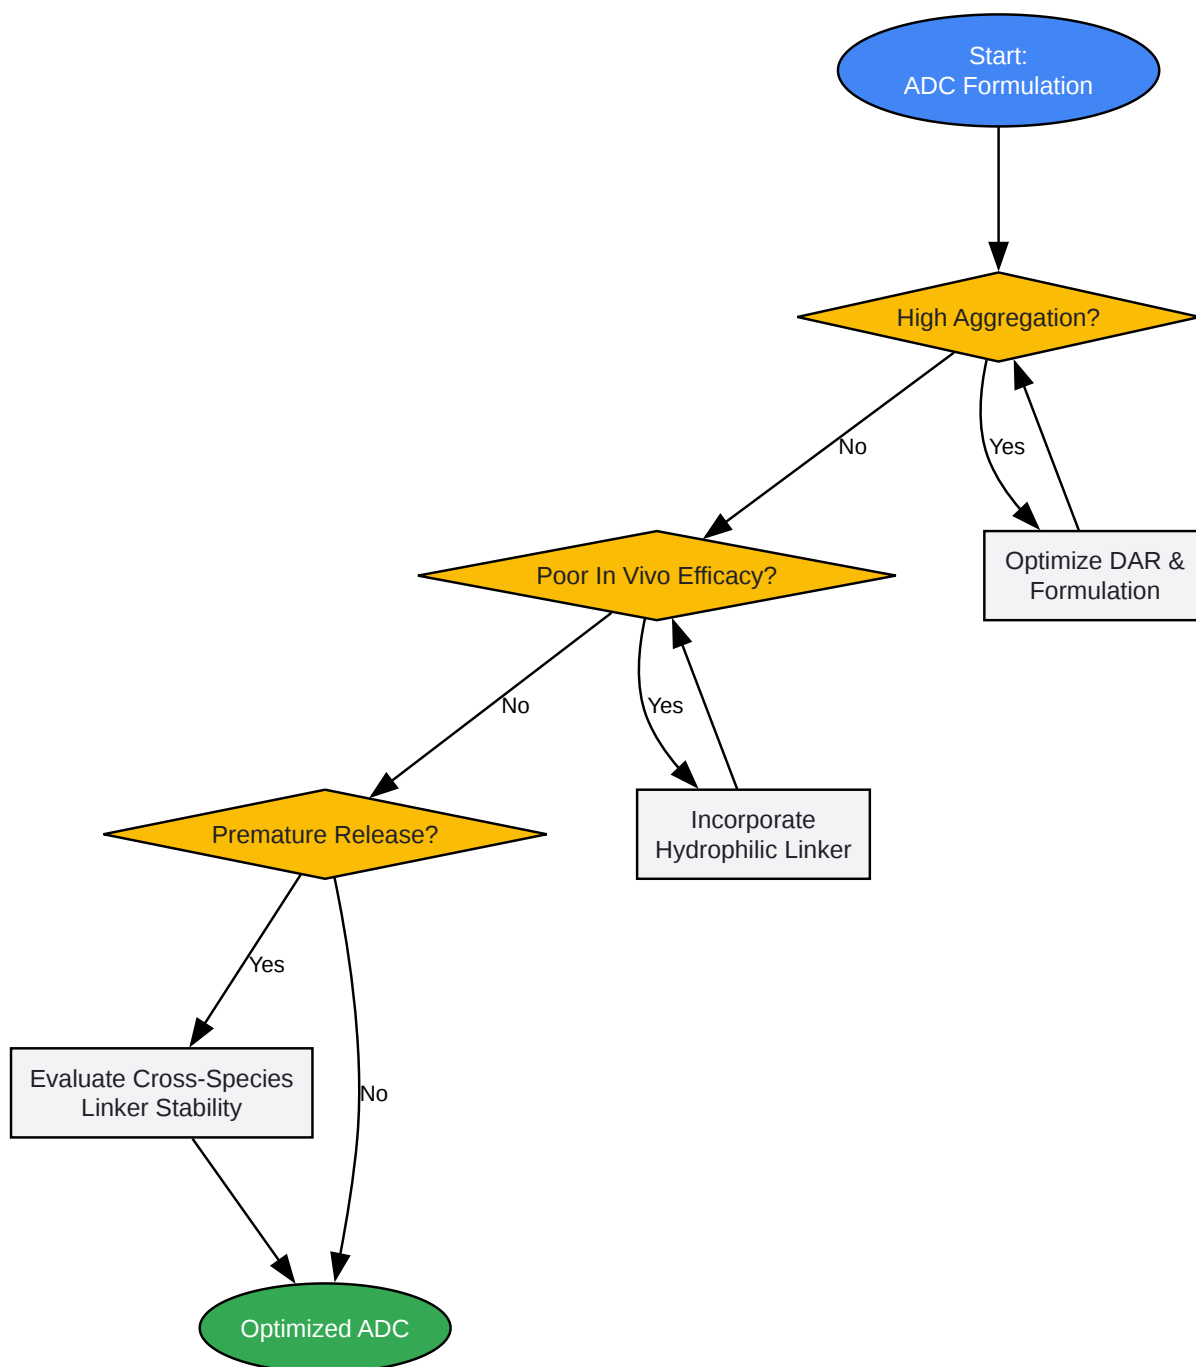 Start:
ADC Formulation
High Aggregation?
No
Yes
Optimize DAR &
Formulation
Poor In Vivo Efficacy?
No
Yes
Incorporate
Hydrophilic Linker
Premature Release?
Yes
No
Evaluate Cross-Species
Linker Stability
Optimized ADC